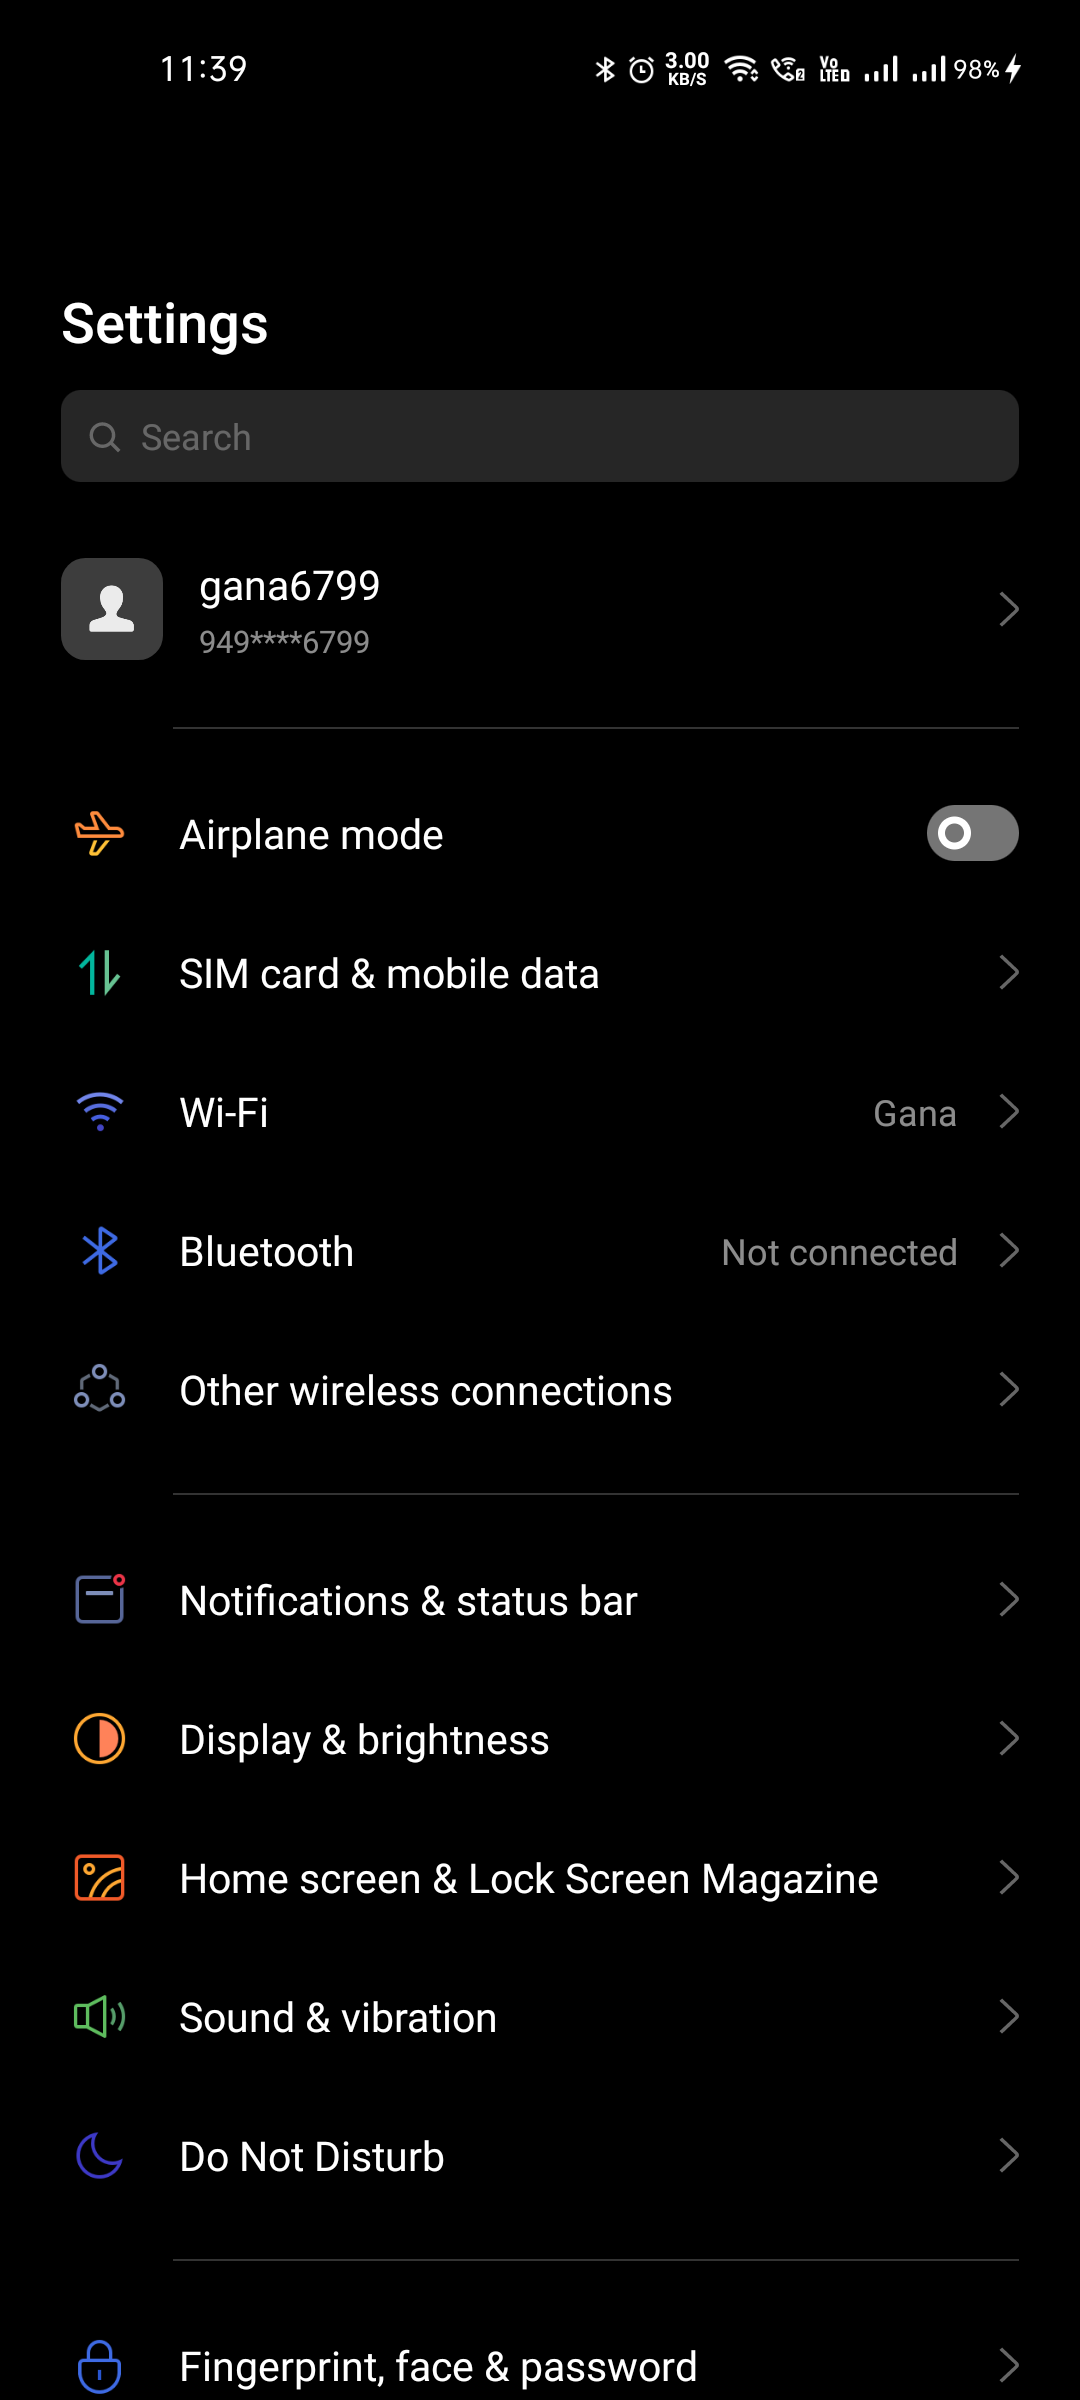 11:39 3.00 KB/S VoLTED 98%
Settings
Search
gana6799
949****6799
Airplane mode
SIM card & mobile data
Wi-Fi Gana
Bluetooth Not connected
Other wireless connections
Notifications & status bar
Display & brightness
Home screen & Lock Screen Magazine
Sound & vibration
Do Not Disturb
Fingerprint, face & password